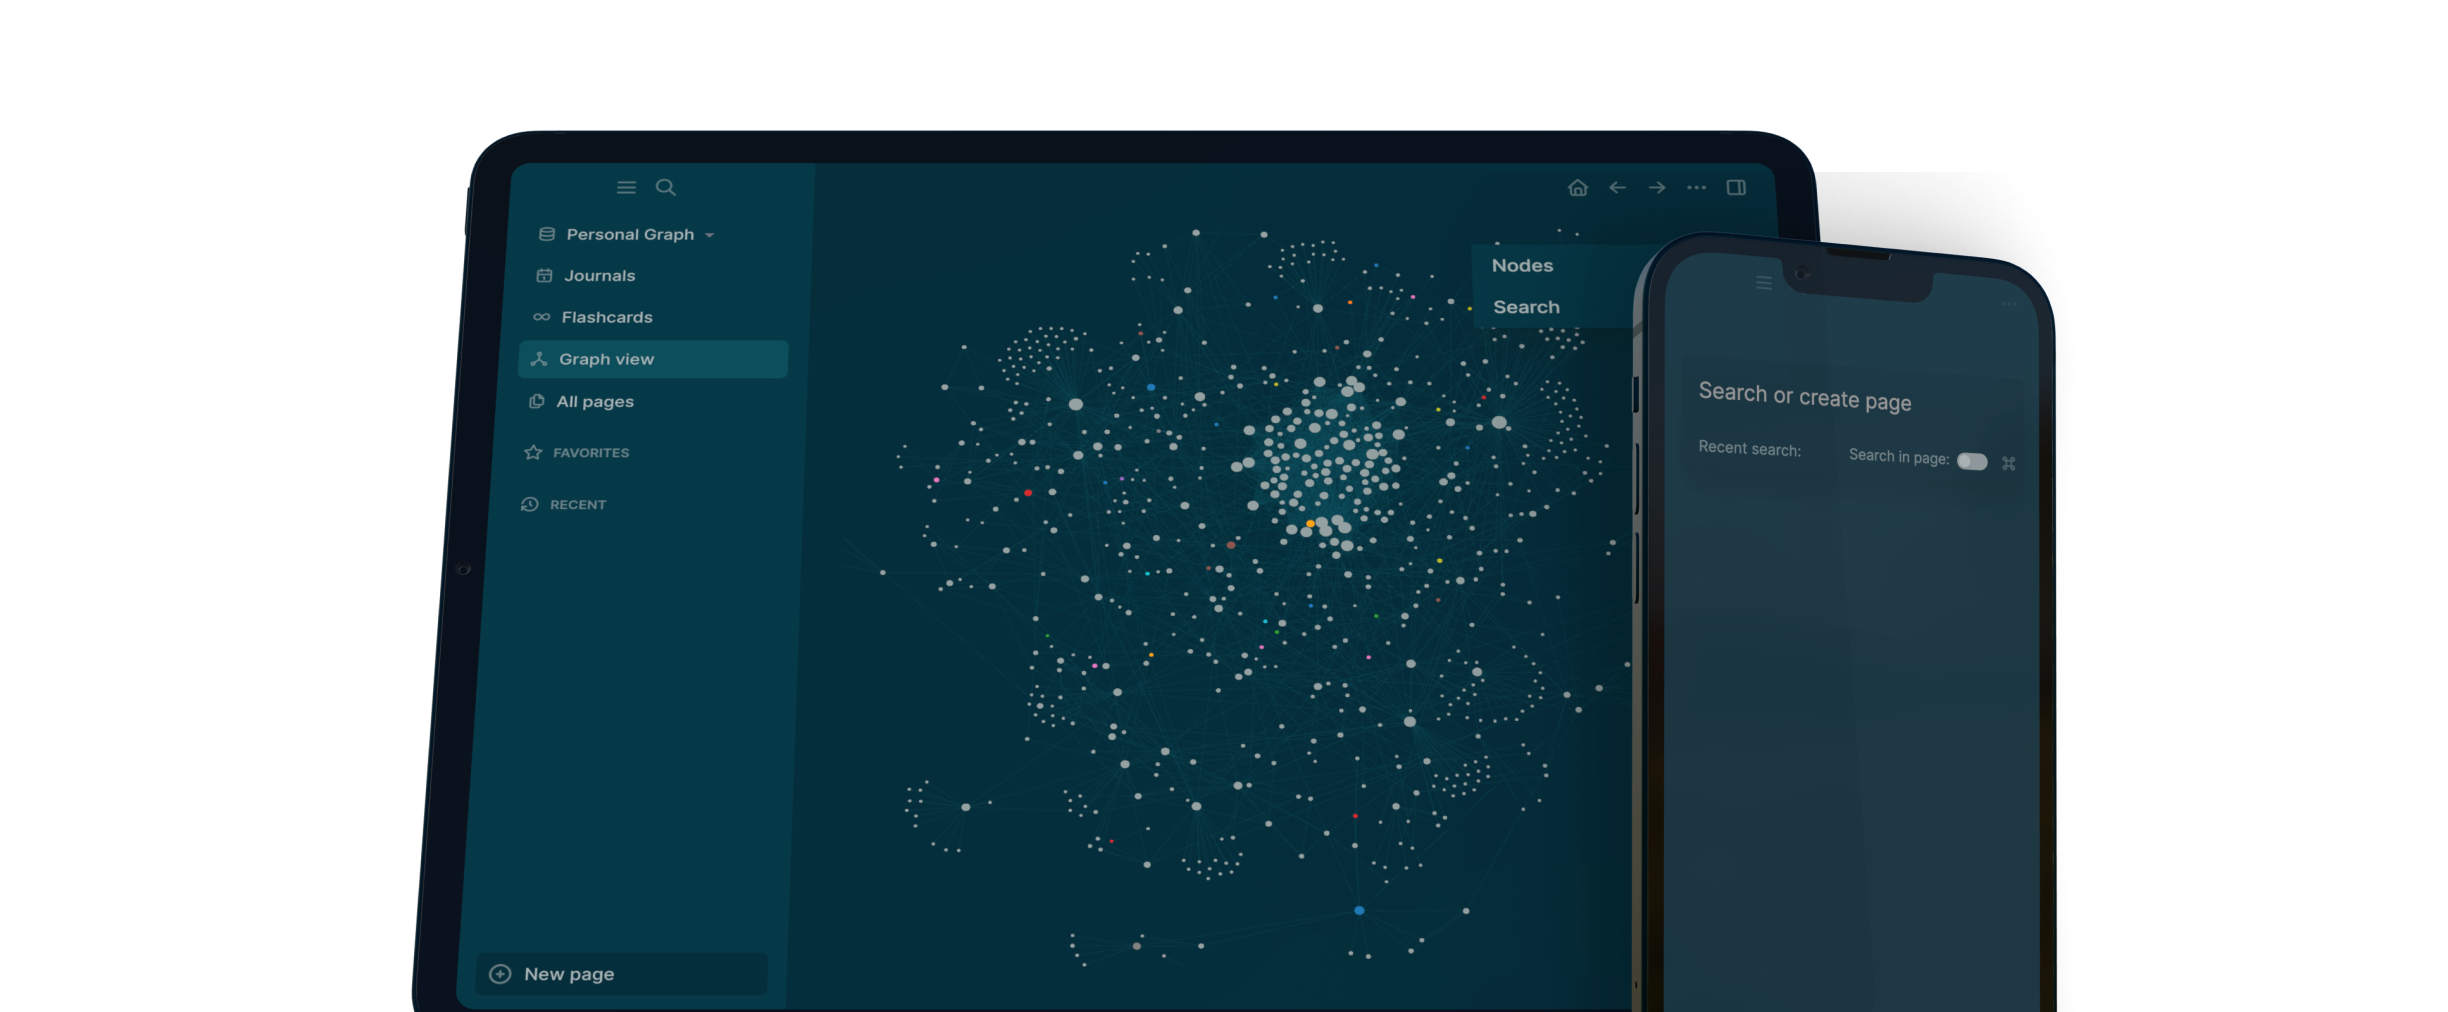 Personal Graph
Journals
Flashcards
Graph view
All pages
FAVORITES
RECENT
New page
Nodes
Search
Search or create page
Recent search:
Search in page: